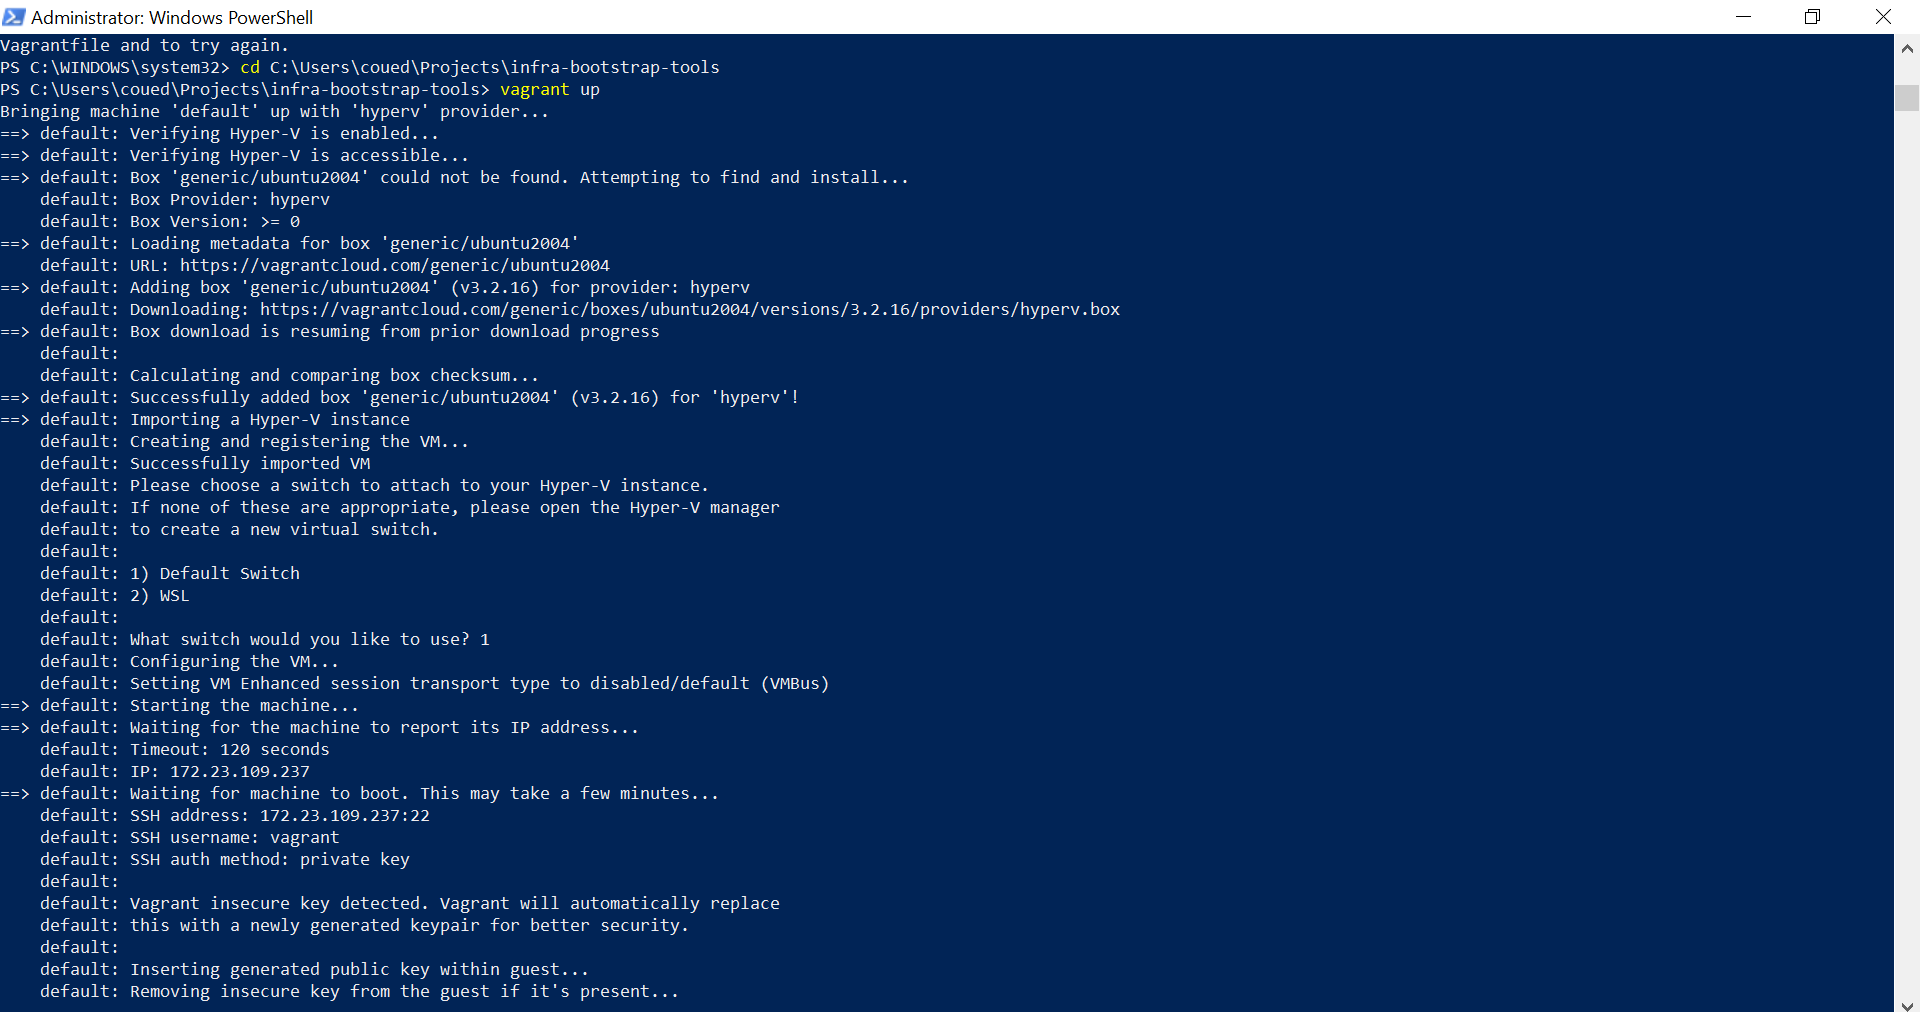 Administrator: Windows PowerShell
Vagrantfile and to try again.
PS C:\WINDOWS\system32> cd C:\Users\coued\Projects\infra-bootstrap-tools
PS C:\Users\coued\Projects\infra-bootstrap-tools> vagrant up
Bringing machine 'default' up with 'hyperv' provider...
==> default: Verifying Hyper-V is enabled...
==> default: Verifying Hyper-V is accessible...
==> default: Box 'generic/ubuntu2004' could not be found. Attempting to find and install...
    default: Box Provider: hyperv
    default: Box Version: >= 0
==> default: Loading metadata for box 'generic/ubuntu2004'
    default: URL: https://vagrantcloud.com/generic/ubuntu2004
==> default: Adding box 'generic/ubuntu2004' (v3.2.16) for provider: hyperv
    default: Downloading: https://vagrantcloud.com/generic/boxes/ubuntu2004/versions/3.2.16/providers/hyperv.box
==> default: Box download is resuming from prior download progress
    default:
    default: Calculating and comparing box checksum...
==> default: Successfully added box 'generic/ubuntu2004' (v3.2.16) for 'hyperv'!
==> default: Importing a Hyper-V instance
    default: Creating and registering the VM...
    default: Successfully imported VM
    default: Please choose a switch to attach to your Hyper-V instance.
    default: If none of these are appropriate, please open the Hyper-V manager
    default: to create a new virtual switch.
    default:
    default: 1) Default Switch
    default: 2) WSL
    default:
    default: What switch would you like to use? 1
    default: Configuring the VM...
    default: Setting VM Enhanced session transport type to disabled/default (VMBus)
==> default: Starting the machine...
==> default: Waiting for the machine to report its IP address...
    default: Timeout: 120 seconds
    default: IP: 172.23.109.237
==> default: Waiting for machine to boot. This may take a few minutes...
    default: SSH address: 172.23.109.237:22
    default: SSH username: vagrant
    default: SSH auth method: private key
    default:
    default: Vagrant insecure key detected. Vagrant will automatically replace
    default: this with a newly generated keypair for better security.
    default:
    default: Inserting generated public key within guest...
    default: Removing insecure key from the guest if it's present...